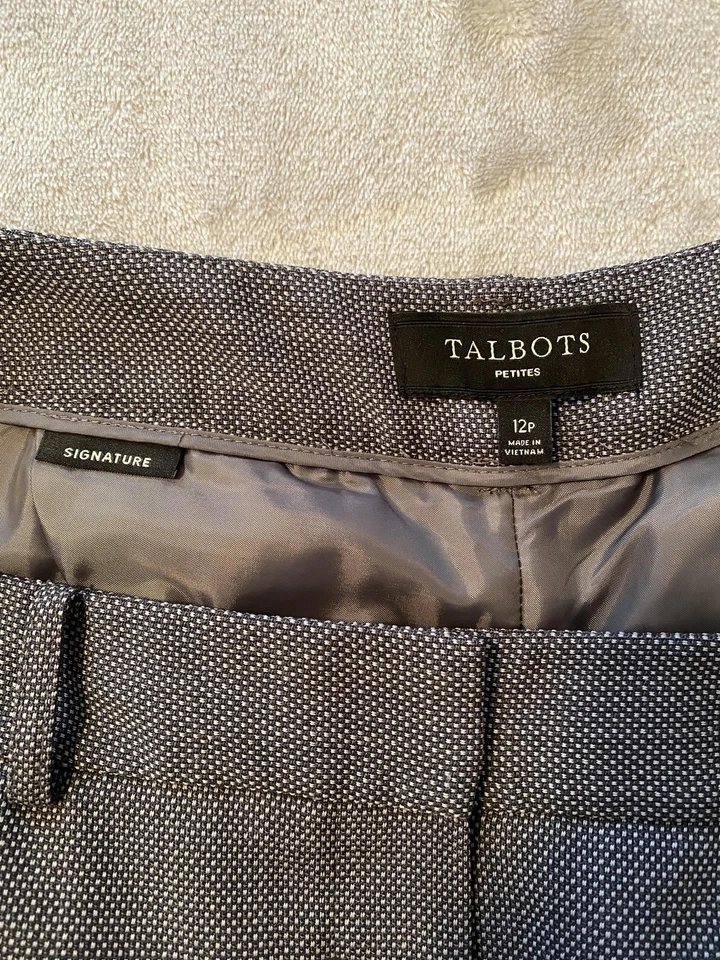 TALBOTS
PETITES
12P
MADE IN
VIETNAM
SIGNATURE